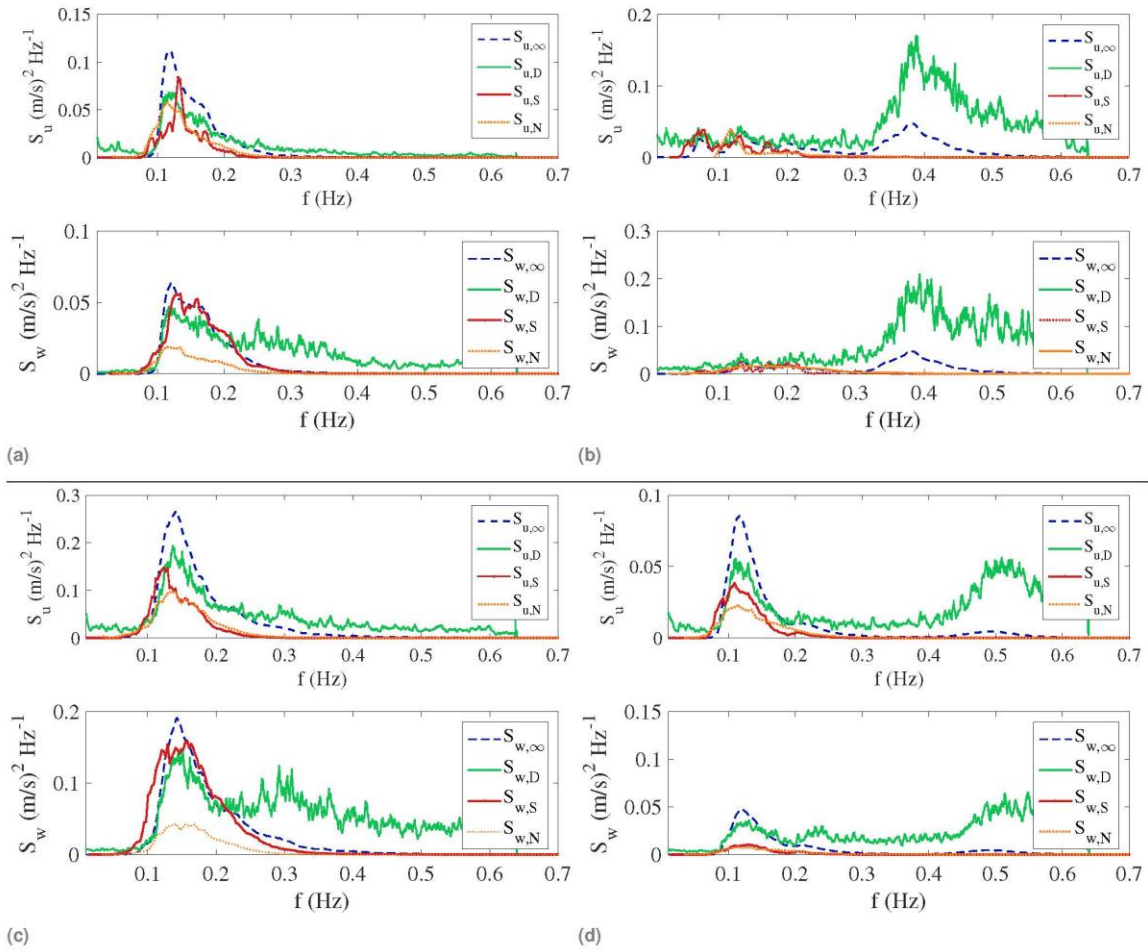 0.15
0.1
0.05
0
S_u (m/s)^2 Hz^-1
0.1 0.2 0.3 0.4 0.5 0.6 0.7
f (Hz)
S_u,∞
S_u,D
S_u,S
S_u,N
0.2
0.1
0
S_u (m/s)^2 Hz^-1
0.1 0.2 0.3 0.4 0.5 0.6 0.7
f (Hz)
S_u,∞
S_u,D
S_u,S
S_u,N
0.1
0.05
0
S_w (m/s)^2 Hz^-1
0.1 0.2 0.3 0.4 0.5 0.6 0.7
f (Hz)
S_w,∞
S_w,D
S_w,S
S_w,N
(a)
0.3
0.2
0.1
0
S_w (m/s)^2 Hz^-1
0.1 0.2 0.3 0.4 0.5 0.6 0.7
f (Hz)
S_w,∞
S_w,D
S_w,S
S_w,N
(b)
0.3
0.2
0.1
0
S_u (m/s)^2 Hz^-1
0.1 0.2 0.3 0.4 0.5 0.6 0.7
f (Hz)
S_u,∞
S_u,D
S_u,S
S_u,N
0.1
0.05
0
S_u (m/s)^2 Hz^-1
0.1 0.2 0.3 0.4 0.5 0.6 0.7
f (Hz)
S_u,∞
S_u,D
S_u,S
S_u,N
0.2
0.1
0
S_w (m/s)^2 Hz^-1
0.1 0.2 0.3 0.4 0.5 0.6 0.7
f (Hz)
S_w,∞
S_w,D
S_w,S
S_w,N
(c)
0.15
0.1
0.05
0
S_w (m/s)^2 Hz^-1
0.1 0.2 0.3 0.4 0.5 0.6 0.7
f (Hz)
S_w,∞
S_w,D
S_w,S
S_w,N
(d)